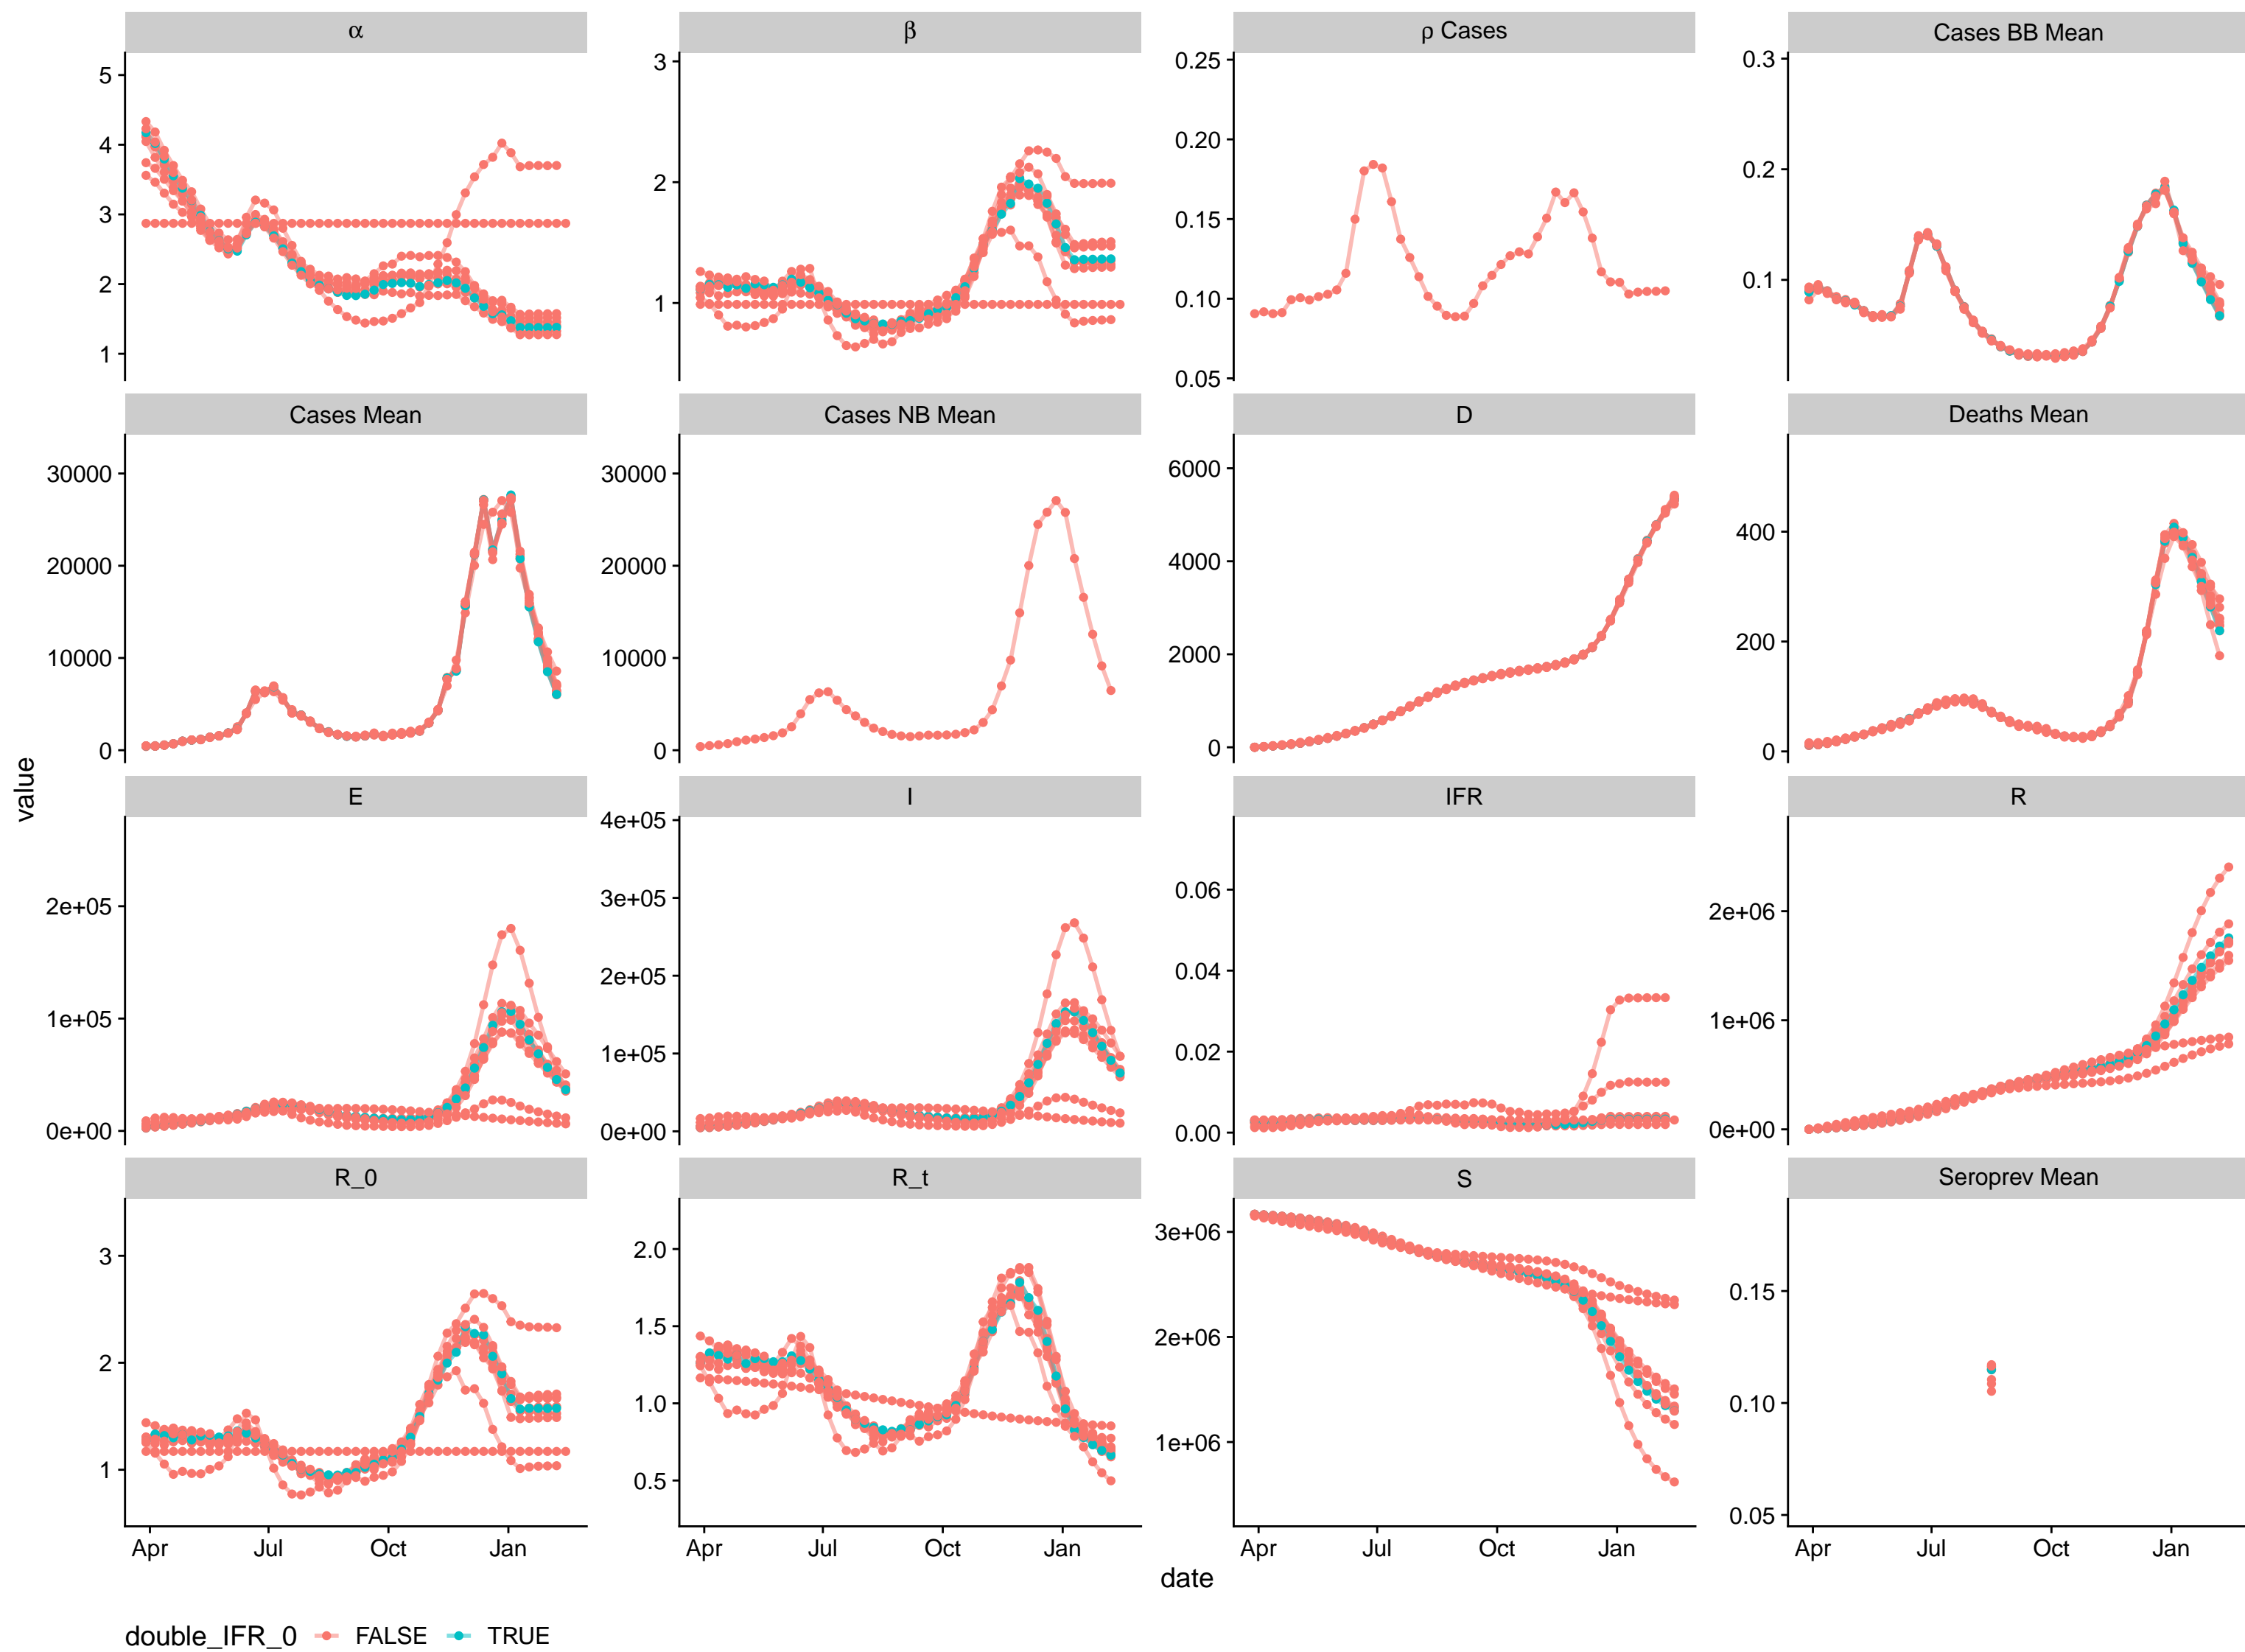 α β ρ Cases Cases BB Mean
5 4 3 2 1
3 2 1
0.25 0.20 0.15 0.10 0.05
0.3 0.2 0.1
Cases Mean Cases NB Mean D Deaths Mean
30000 20000 10000 0
30000 20000 10000 0
6000 4000 2000 0
400 200 0
value
E I IFR R
2e+05 1e+05 0e+00
4e+05 3e+05 2e+05 1e+05 0e+00
0.06 0.04 0.02 0.00
2e+06 1e+06 0e+00
R_0 R_t S Seroprev Mean
3 2 1
2.0 1.5 1.0 0.5
3e+06 2e+06 1e+06
0.15 0.10 0.05
Apr Jul Oct Jan Apr Jul Oct Jan Apr Jul Oct Jan Apr Jul Oct Jan
date
double_IFR_0 FALSE TRUE